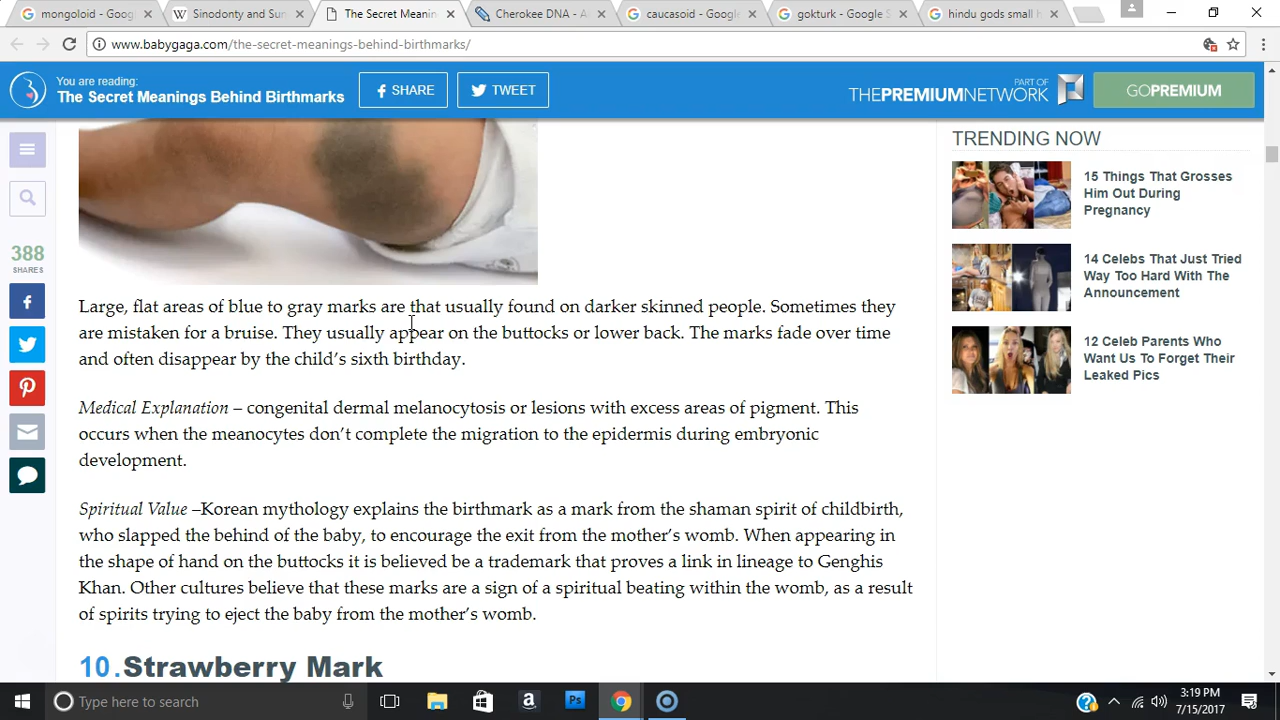 mongoloid - Goog
Sinodonty and Sun
The Secret Meanin
Cherokee DNA - A
caucasoid - Google
gokturk - Google S
hindu gods small h
www.babygaga.com/the-secret-meanings-behind-birthmarks/
You are reading:
The Secret Meanings Behind Birthmarks
SHARE
TWEET
PART OF
THEPREMIUMNETWORK
GOPREMIUM
388
SHARES
Large, flat areas of blue to gray marks are that usually found on darker skinned people. Sometimes they
are mistaken for a bruise. They usually appear on the buttocks or lower back. The marks fade over time
and often disappear by the child's sixth birthday.
Medical Explanation – congenital dermal melanocytosis or lesions with excess areas of pigment. This
occurs when the meanocytes don't complete the migration to the epidermis during embryonic
development.
Spiritual Value –Korean mythology explains the birthmark as a mark from the shaman spirit of childbirth,
who slapped the behind of the baby, to encourage the exit from the mother's womb. When appearing in
the shape of hand on the buttocks it is believed be a trademark that proves a link in lineage to Genghis
Khan. Other cultures believe that these marks are a sign of a spiritual beating within the womb, as a result
of spirits trying to eject the baby from the mother's womb.
10.Strawberry Mark
TRENDING NOW
15 Things That Grosses
Him Out During
Pregnancy
14 Celebs That Just Tried
Way Too Hard With The
Announcement
12 Celeb Parents Who
Want Us To Forget Their
Leaked Pics
Type here to search
3:19 PM
7/15/2017